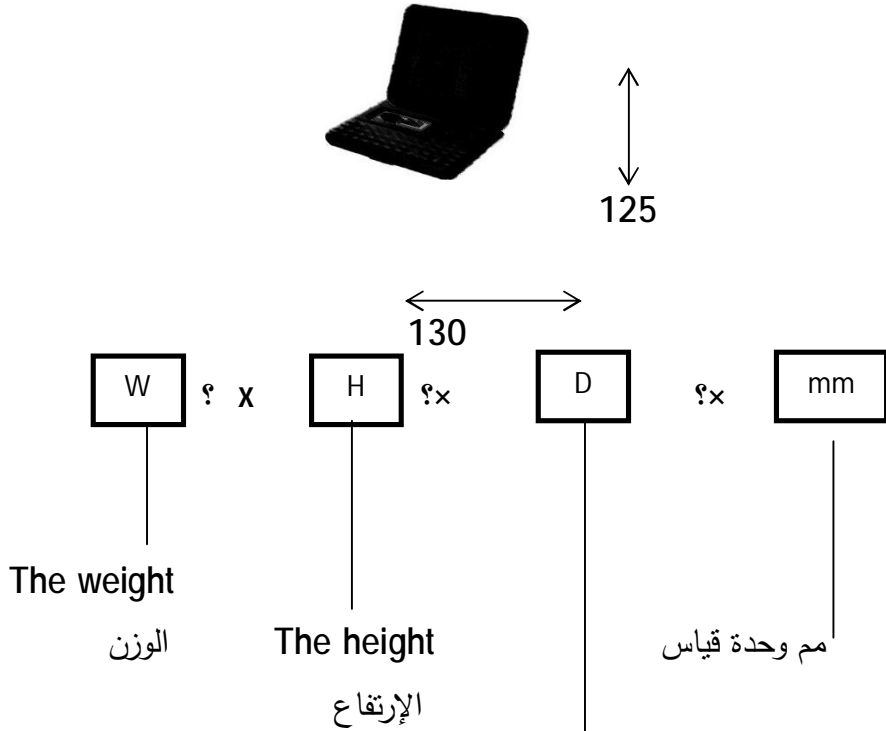 125
130
W ؟ X H ؟× D ؟× mm
The weight
الوزن
The height
الإرتفاع
مم وحدة قياس